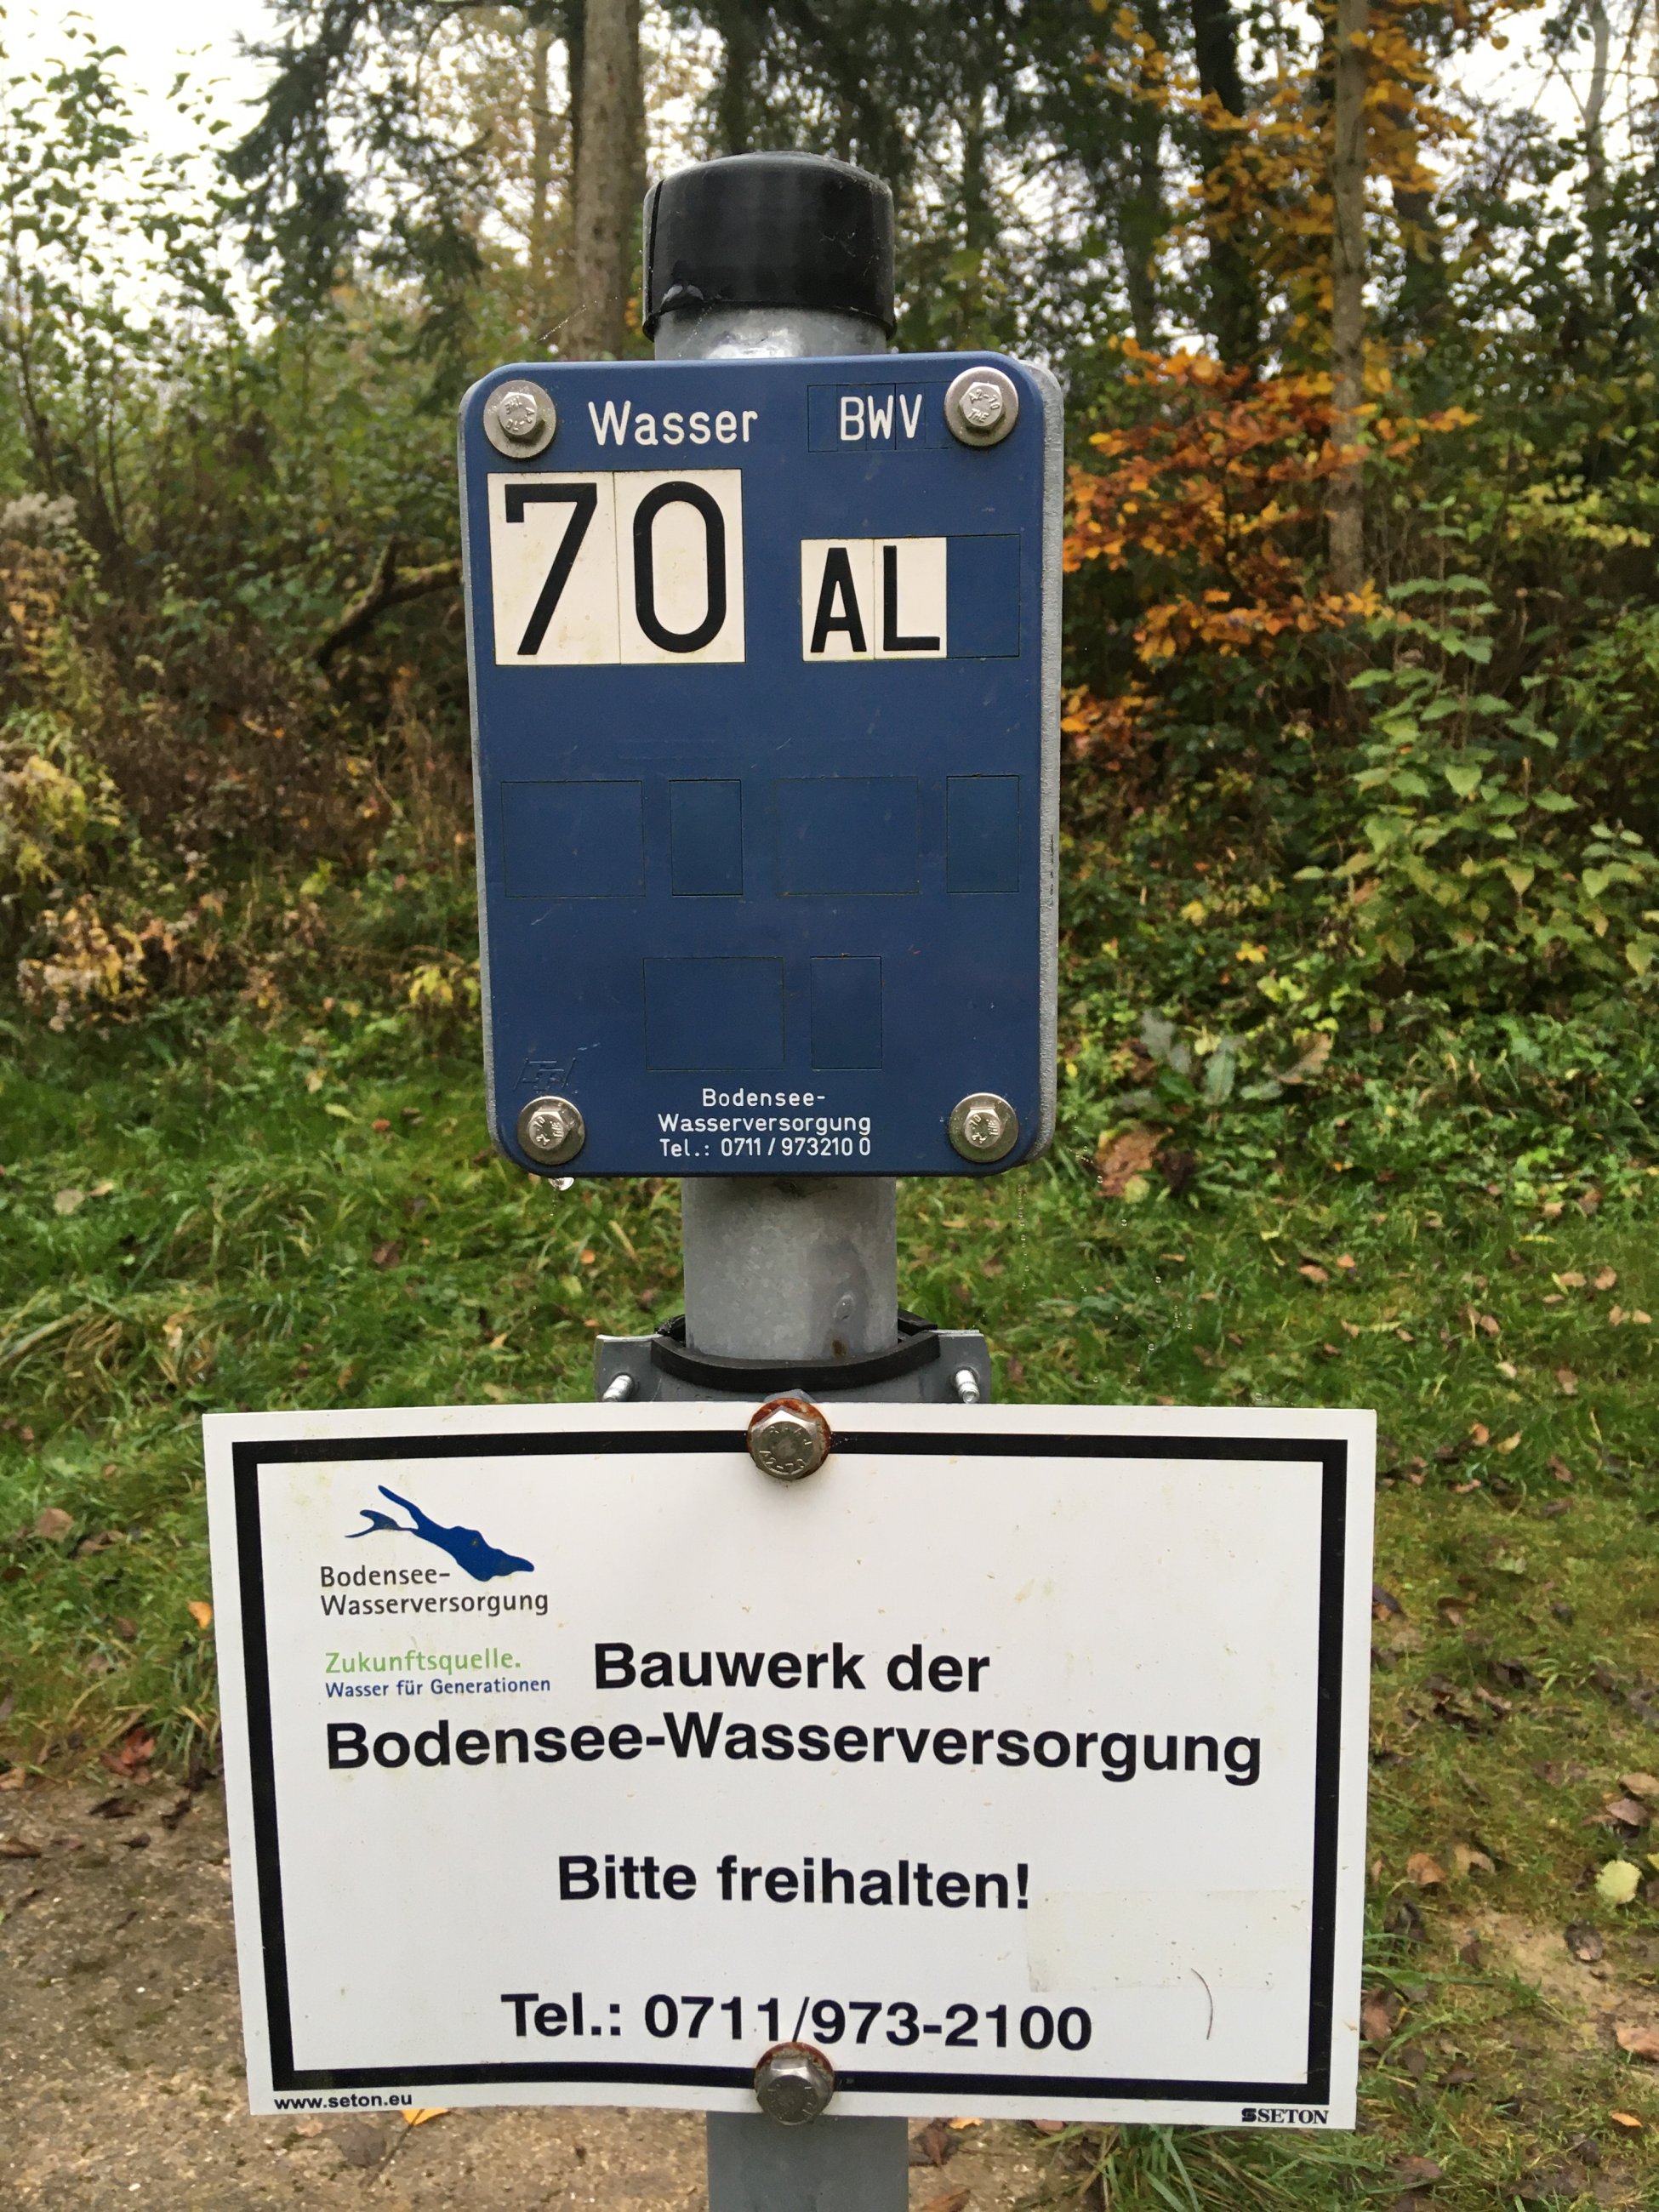 Wasser BWV
70 AL
Bodensee-
Wasserversorgung
Tel.: 0711/973210 0
Bodensee-
Wasserversorgung
Zukunftsquelle.
Wasser für Generationen
Bauwerk der
Bodensee-Wasserversorgung
Bitte freihalten!
Tel.: 0711/973-2100
www.seton.eu
SETON